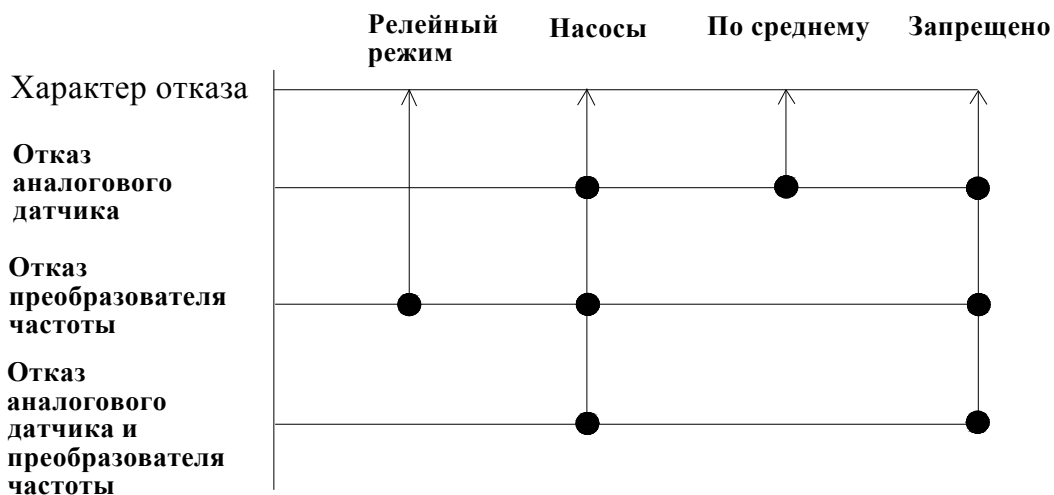 Релейный
режим
Насосы
По среднему
Запрещено
Характер отказа
Отказ
аналогового
датчика
Отказ
преобразователя
частоты
Отказ
аналогового
датчика и
преобразователя
частоты